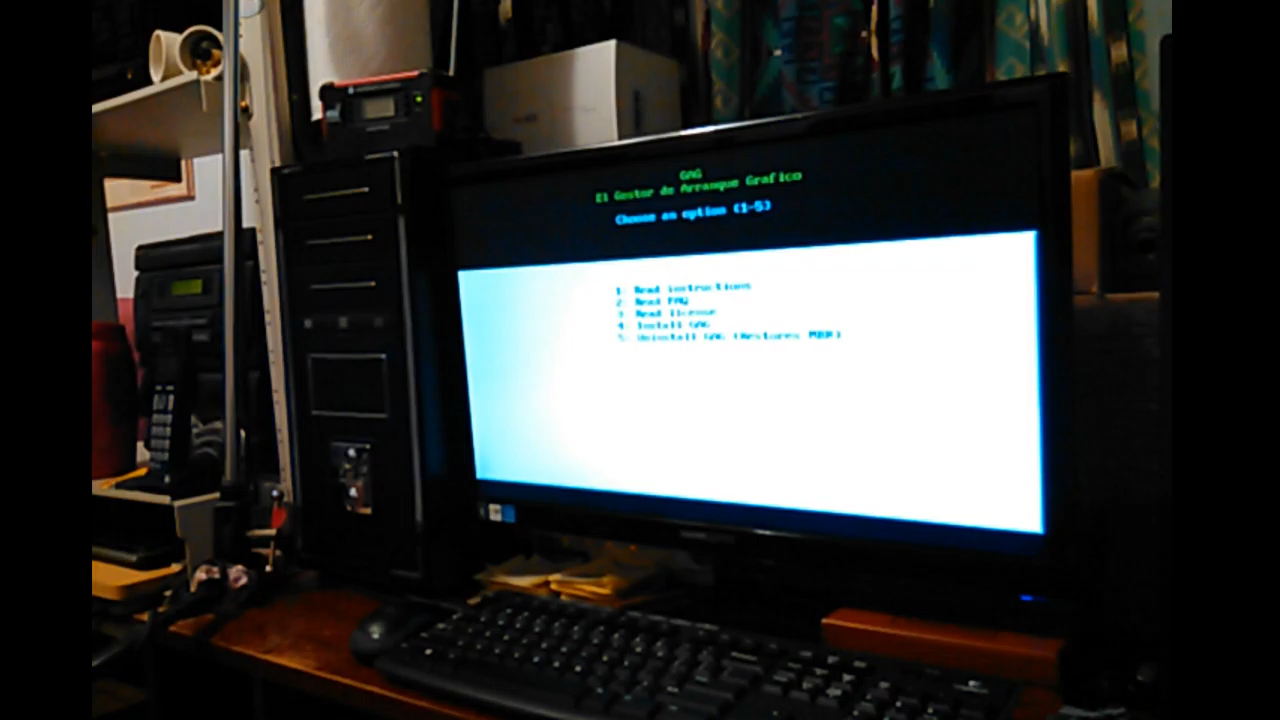 GAG
El Gestor de Arranque Grafico
Choose an option (1-5)
1: Read instructions
2: Read FAQ
3: Read license
4: Install GAG
5: Uninstall GAG (Restores MBR)